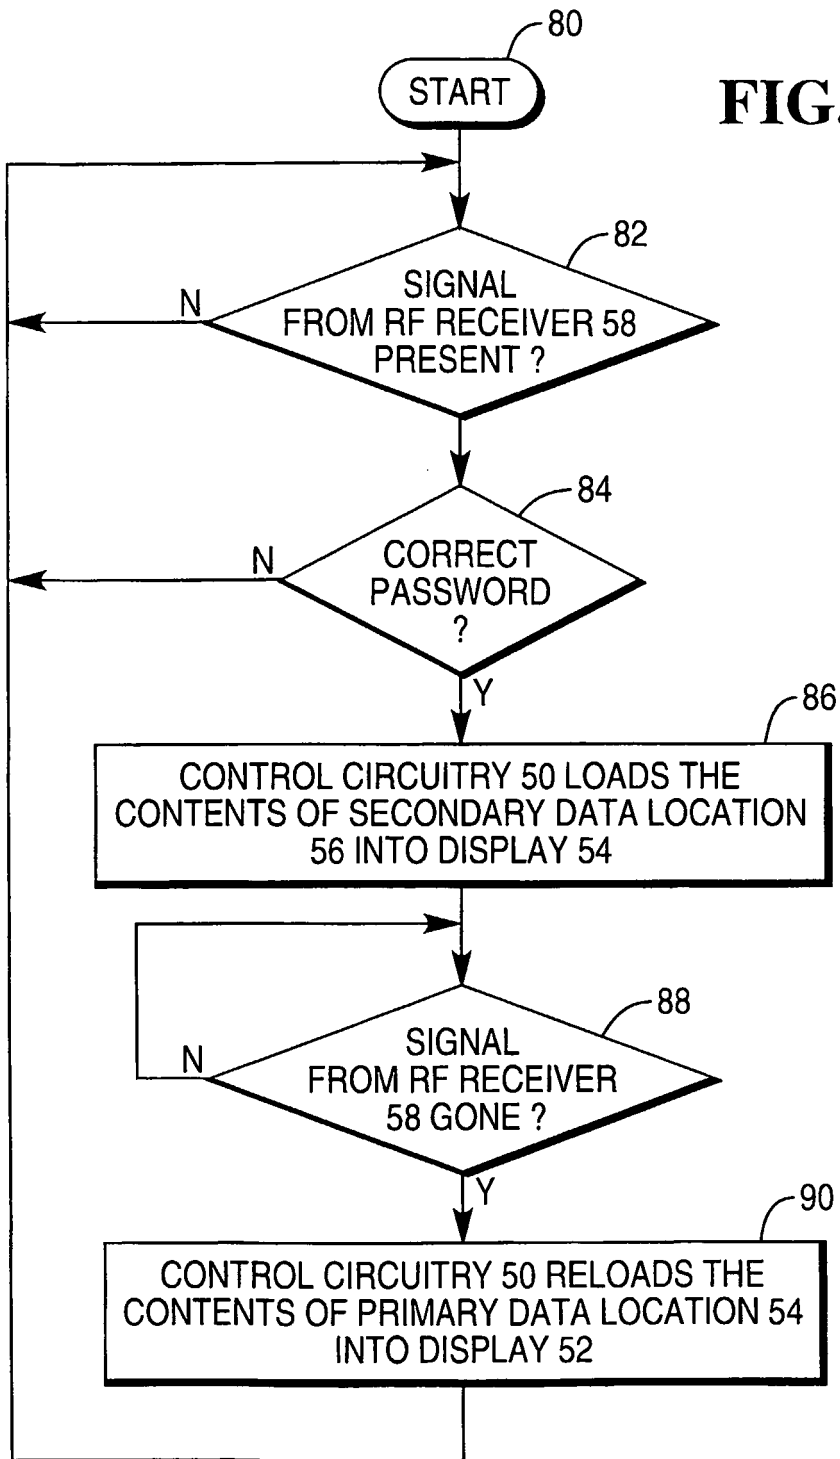 80
START
FIG.
82
SIGNAL
FROM RF RECEIVER 58
PRESENT ?
N
84
CORRECT
PASSWORD
?
N
Y
86
CONTROL CIRCUITRY 50 LOADS THE
CONTENTS OF SECONDARY DATA LOCATION
56 INTO DISPLAY 54
88
SIGNAL
FROM RF RECEIVER
58 GONE ?
N
Y
90
CONTROL CIRCUITRY 50 RELOADS THE
CONTENTS OF PRIMARY DATA LOCATION 54
INTO DISPLAY 52